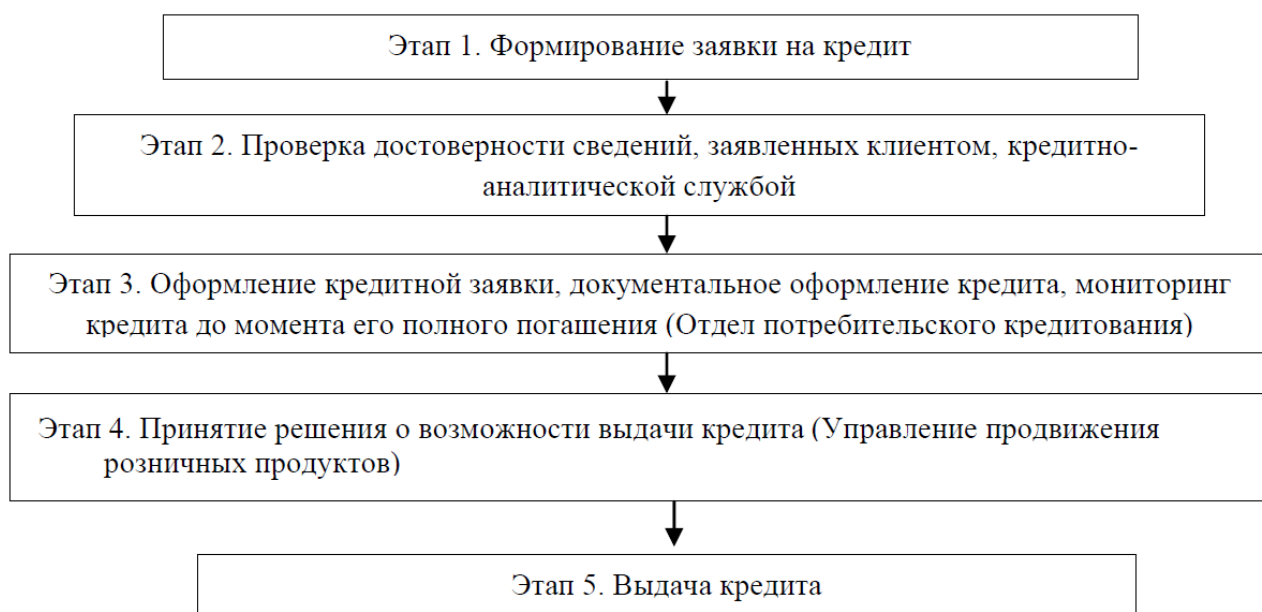 Этап 1. Формирование заявки на кредит
Этап 2. Проверка достоверности сведений, заявленных клиентом, кредитно-
аналитической службой
Этап 3. Оформление кредитной заявки, документальное оформление кредита, мониторинг
кредита до момента его полного погашения (Отдел потребительского кредитования)
Этап 4. Принятие решения о возможности выдачи кредита (Управление продвижения
розничных продуктов)
Этап 5. Выдача кредита